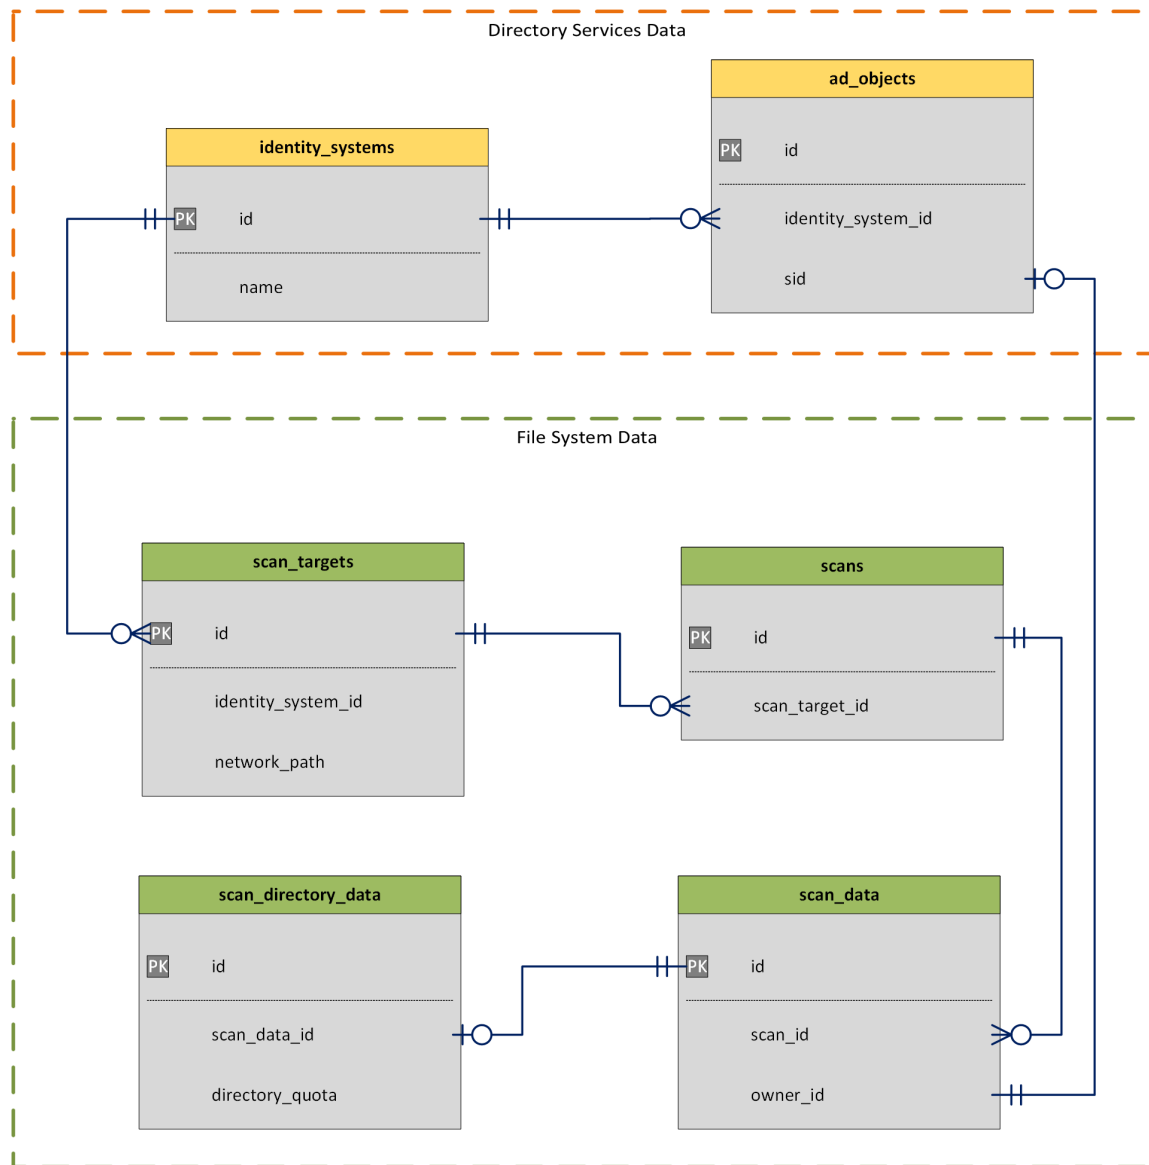 Directory Services Data
ad_objects
PK id
identity_system_id
sid
identity_systems
PK id
name
File System Data
scan_targets
PK id
identity_system_id
network_path
scans
PK id
scan_target_id
scan_directory_data
PK id
scan_data_id
directory_quota
scan_data
PK id
scan_id
owner_id